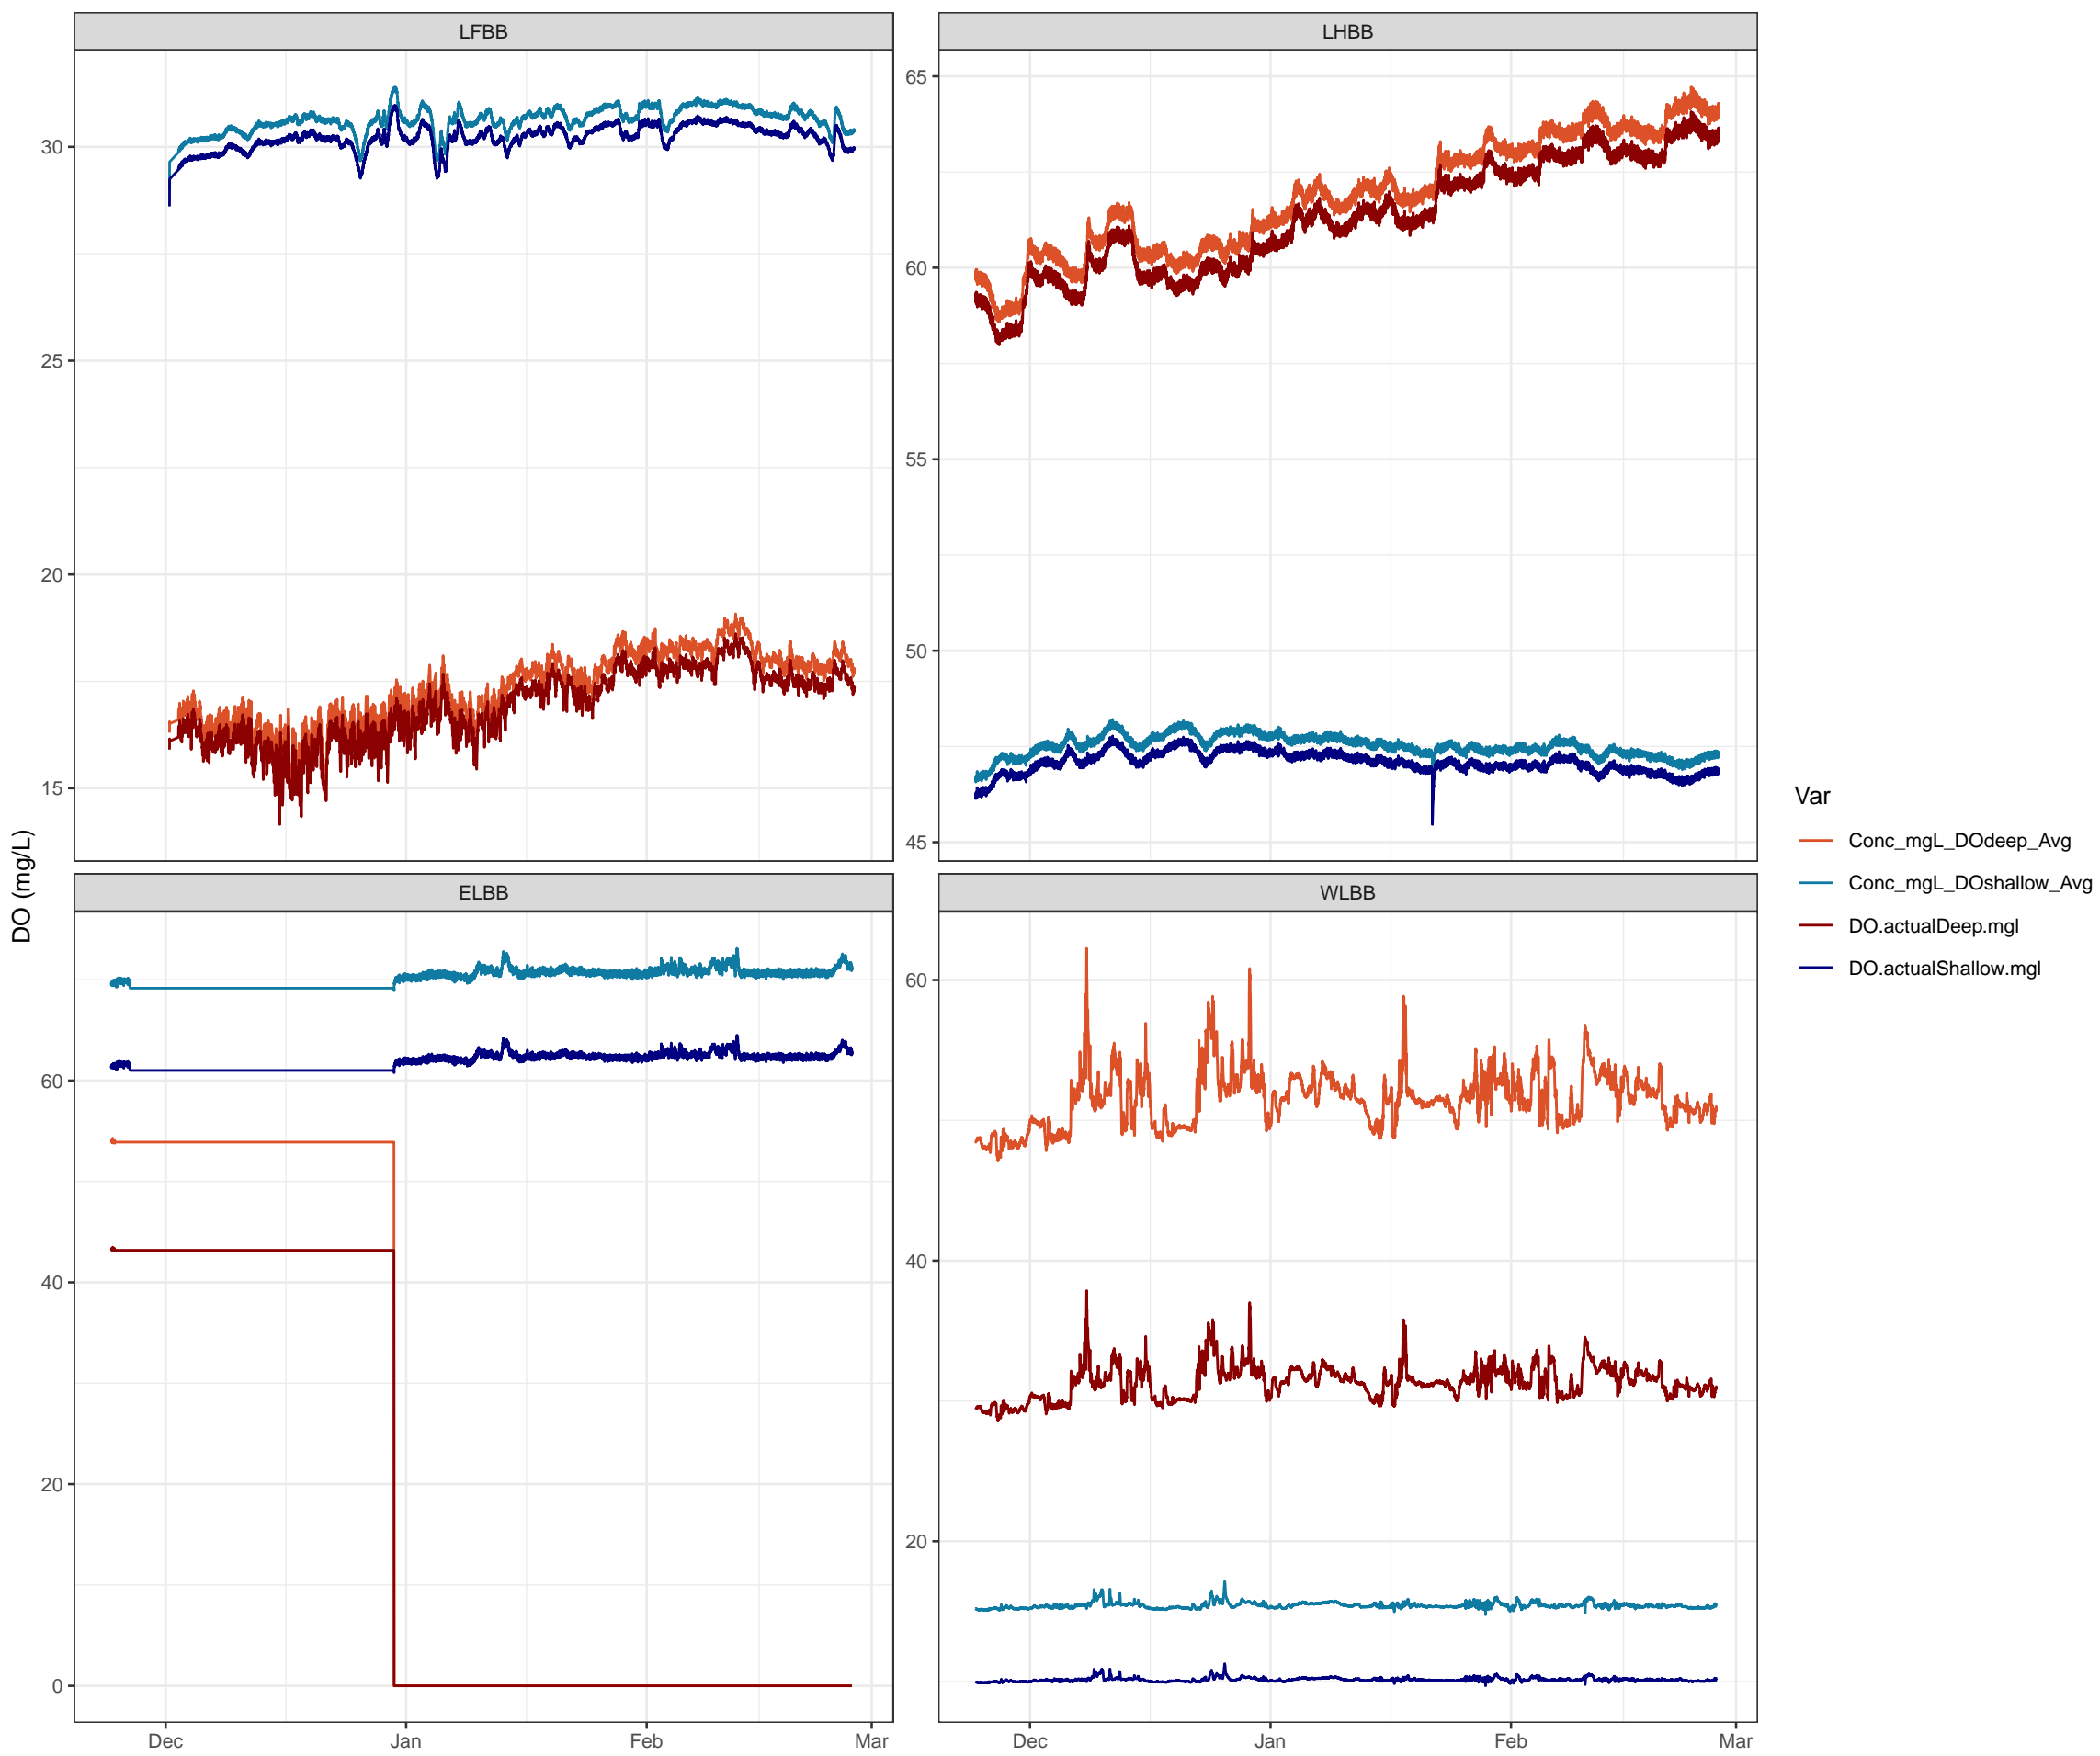 LFBB
LHBB
30
25
20
15
65
60
55
50
45
DO (mg/L)
ELBB
WLBB
60
40
20
0
60
40
20
Dec
Jan
Feb
Mar
Dec
Jan
Feb
Mar
Var
Conc_mgL_DOdeep_Avg
Conc_mgL_DOshallow_Avg
DO.actualDeep.mgl
DO.actualShallow.mgl